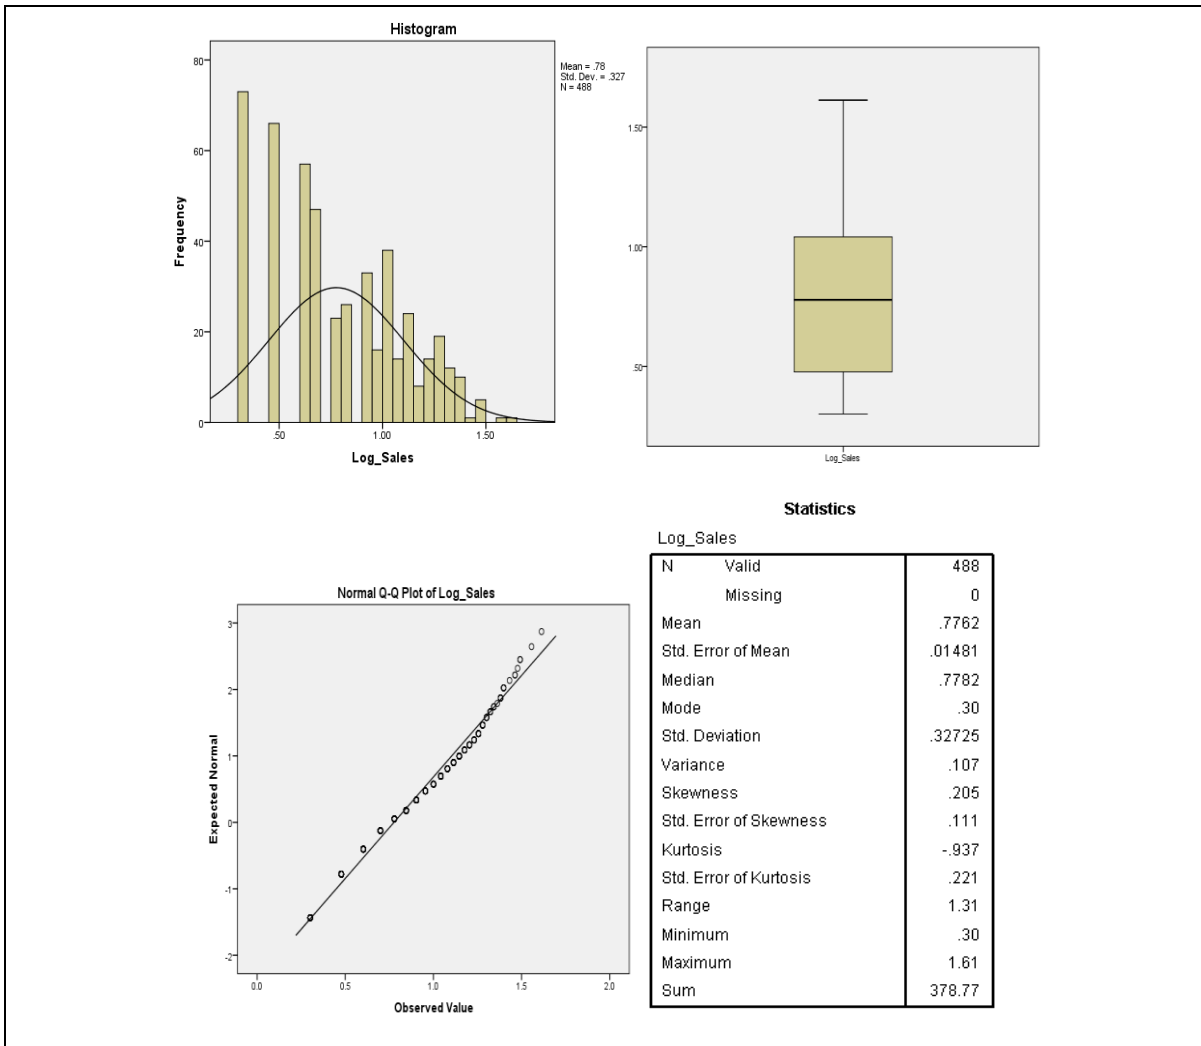 Histogram
Mean = .78
Std. Dev. = .327
N = 488
80
60
40
20
0
Frequency
.50 1.00 1.50
Log_Sales
1.50
1.00
.50
Log_Sales
Normal Q-Q Plot of Log_Sales
3
2
1
0
-1
-2
Expected Normal
0.0 0.5 1.0 1.5 2.0
Observed Value
Statistics
Log_Sales
N Valid 488
Missing 0
Mean .7762
Std. Error of Mean .01481
Median .7782
Mode .30
Std. Deviation .32725
Variance .107
Skewness .205
Std. Error of Skewness .111
Kurtosis -.937
Std. Error of Kurtosis .221
Range 1.31
Minimum .30
Maximum 1.61
Sum 378.77